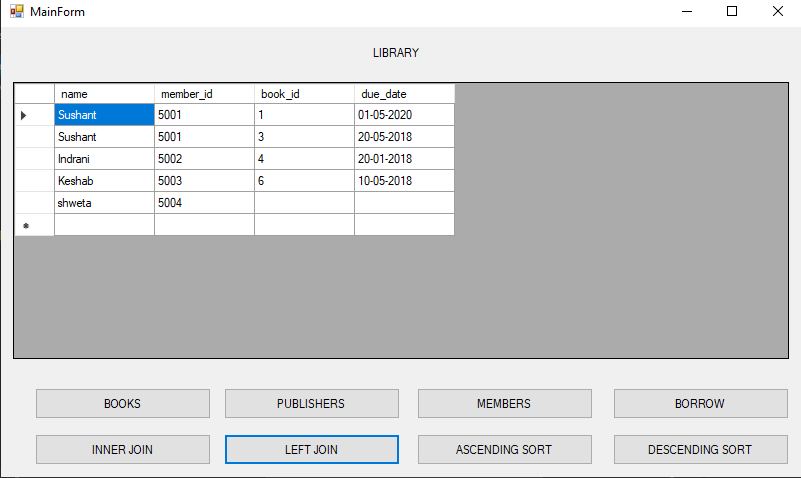 MainForm
LIBRARY
name member_id book_id due_date
Sushant 5001 1 01-05-2020
Sushant 5001 3 20-05-2018
Indrani 5002 4 20-01-2018
Keshab 5003 6 10-05-2018
shweta 5004
BOOKS PUBLISHERS MEMBERS BORROW
INNER JOIN LEFT JOIN ASCENDING SORT DESCENDING SORT